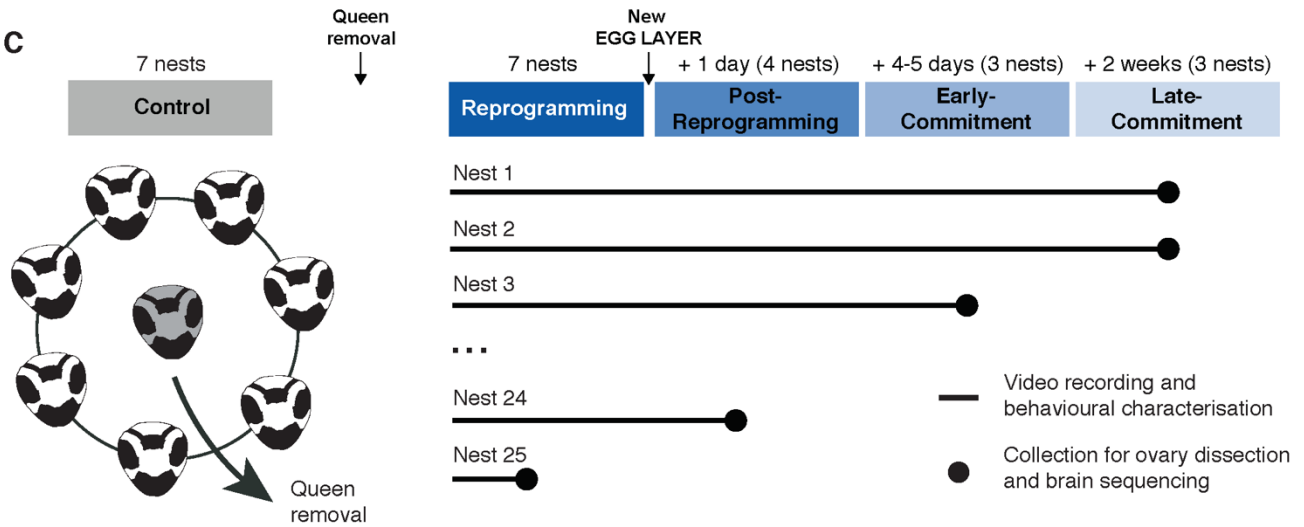 C
Queen
removal
New
EGG LAYER
7 nests
7 nests
+ 1 day (4 nests)
+ 4-5 days (3 nests)
+ 2 weeks (3 nests)
Control
Reprogramming
Post-
Reprogramming
Early-
Commitment
Late-
Commitment
Nest 1
Nest 2
Nest 3
...
Nest 24
Nest 25
Queen
removal
Video recording and
behavioural characterisation
Collection for ovary dissection
and brain sequencing